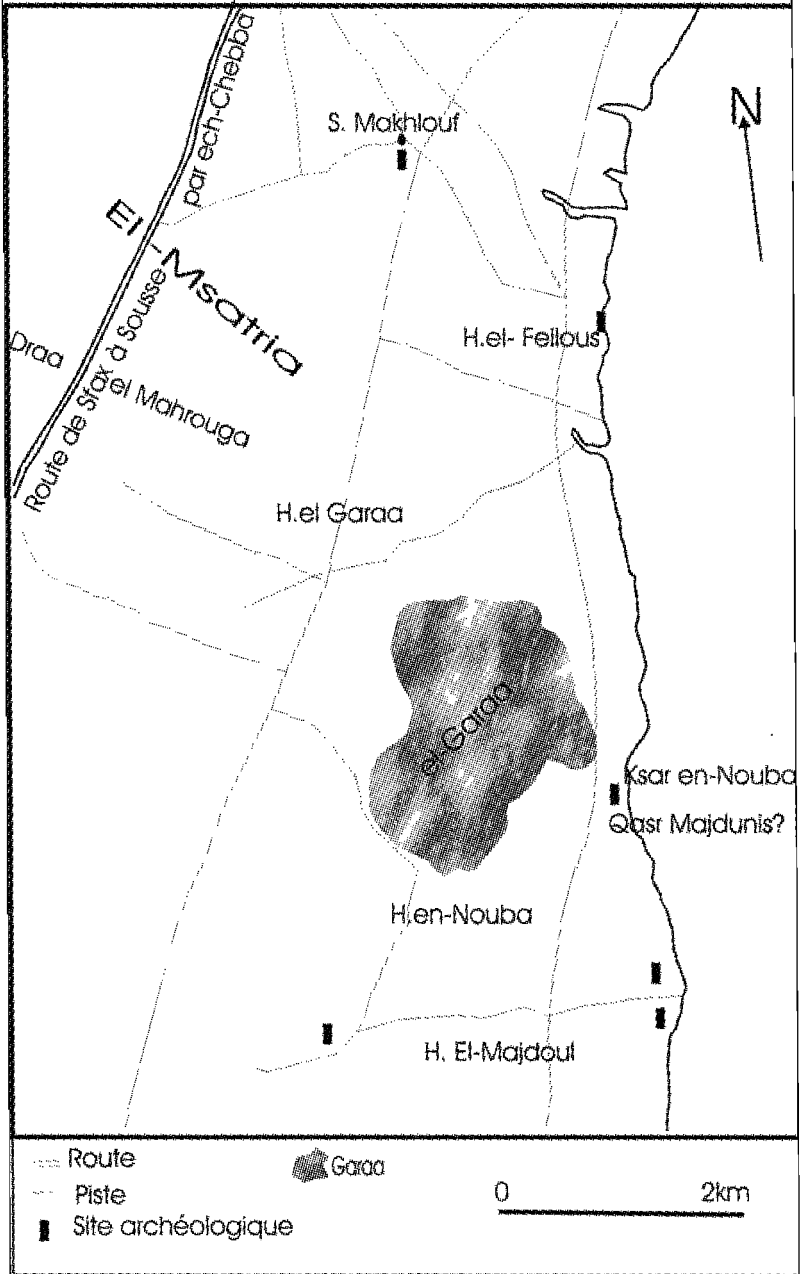 par ech-Chebba
S. Makhlouf
N
El-Msatria
H.el- Fellous
Draa
el Mahrouga
Route de Sfax à Sousse
H.el Garaa
el-Garaa
Ksar en-Nouba
Qasr Majdunis?
H.en-Nouba
H. El-Majdoul
Route
Garaa
Piste
0 2km
Site archéologique